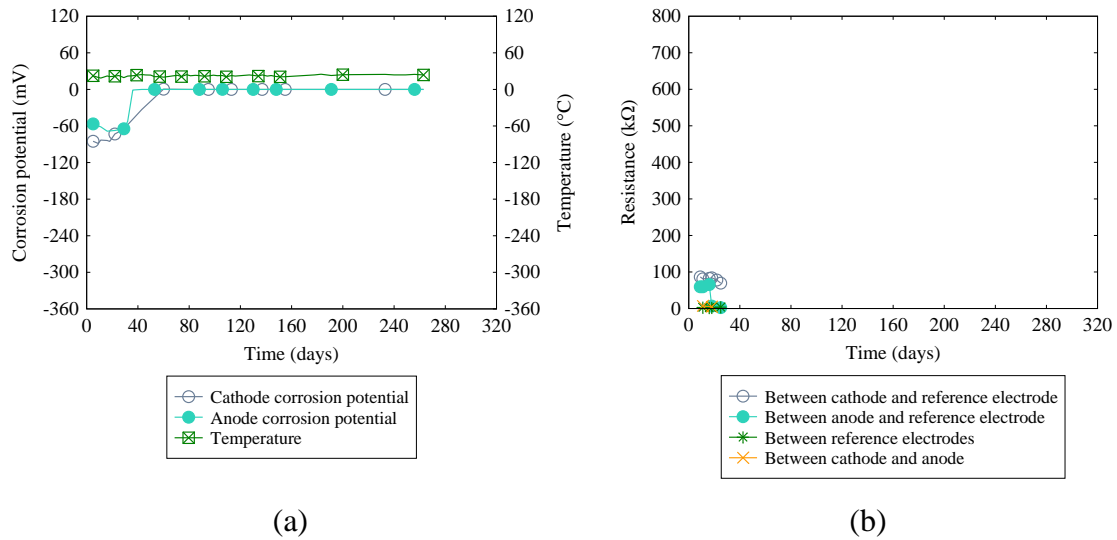 120
60
0
-60
-120
-180
-240
-300
-360
Corrosion potential (mV)
120
60
0
-60
-120
-180
-240
-300
-360
Temperature (°C)
0 40 80 120 160 200 240 280 320
Time (days)
Cathode corrosion potential
Anode corrosion potential
Temperature
(a)
800
700
600
500
400
300
200
100
0
Resistance (kΩ)
0 40 80 120 160 200 240 280 320
Time (days)
Between cathode and reference electrode
Between anode and reference electrode
Between reference electrodes
Between cathode and anode
(b)